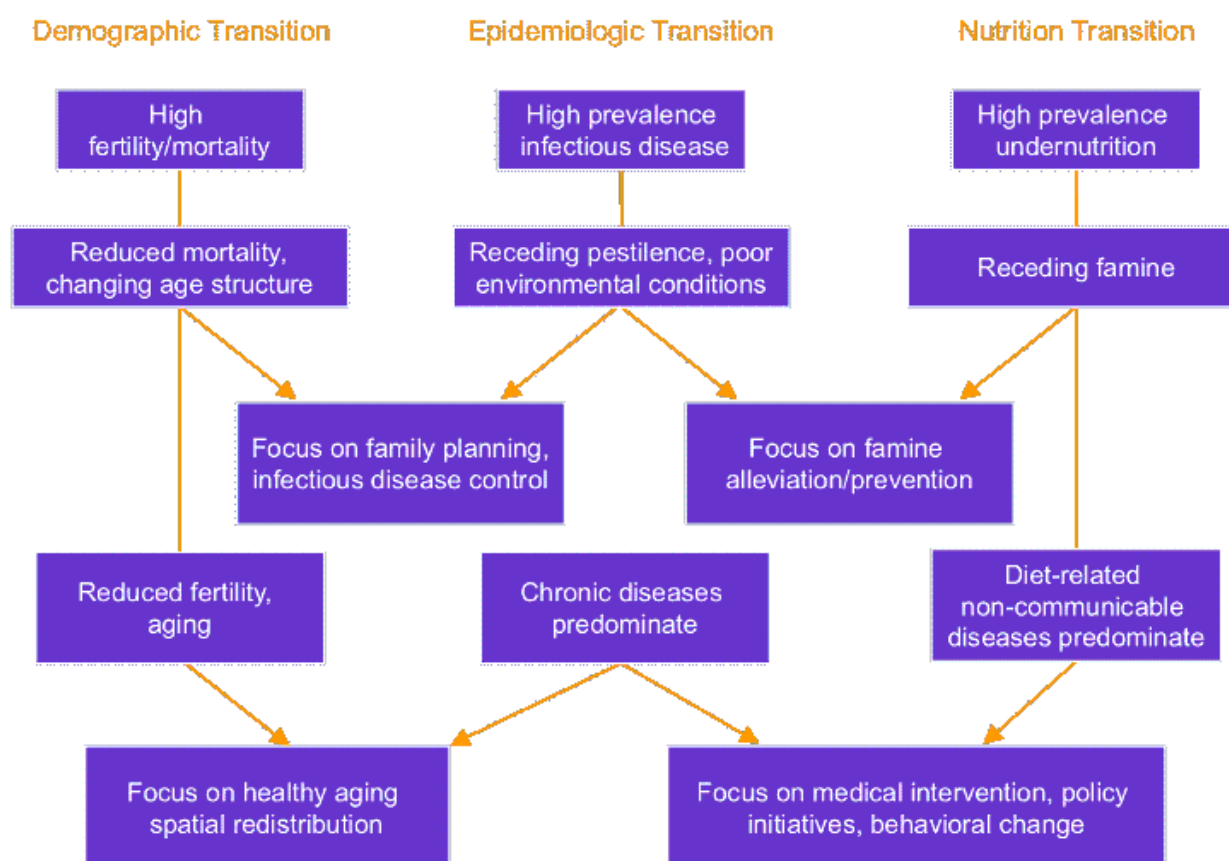 Demographic Transition
Epidemiologic Transition
Nutrition Transition
High
fertility/mortality
High prevalence
infectious disease
High prevalence
undernutrition
Reduced mortality,
changing age structure
Receding pestilence, poor
environmental conditions
Receding famine
Focus on family planning,
infectious disease control
Focus on famine
alleviation/prevention
Reduced fertility,
aging
Chronic diseases
predominate
Diet-related
non-communicable
diseases predominate
Focus on healthy aging
spatial redistribution
Focus on medical intervention, policy
initiatives, behavioral change